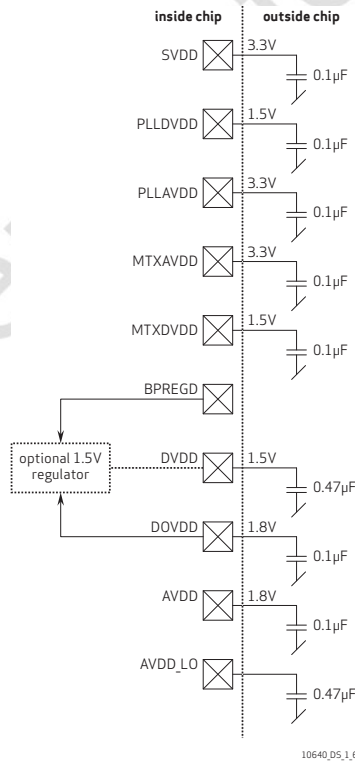 inside chip outside chip
SVDD 3.3V
0.1µF
PLLDVDD 1.5V
0.1µF
PLLAVDD 3.3V
0.1µF
MTXAVDD 3.3V
0.1µF
MTXDVDD 1.5V
0.1µF
BPREGD
optional 1.5V
regulator
DVDD 1.5V
0.47µF
DOVDD 1.8V
0.1µF
AVDD 1.8V
0.1µF
AVDD_LO
0.47µF